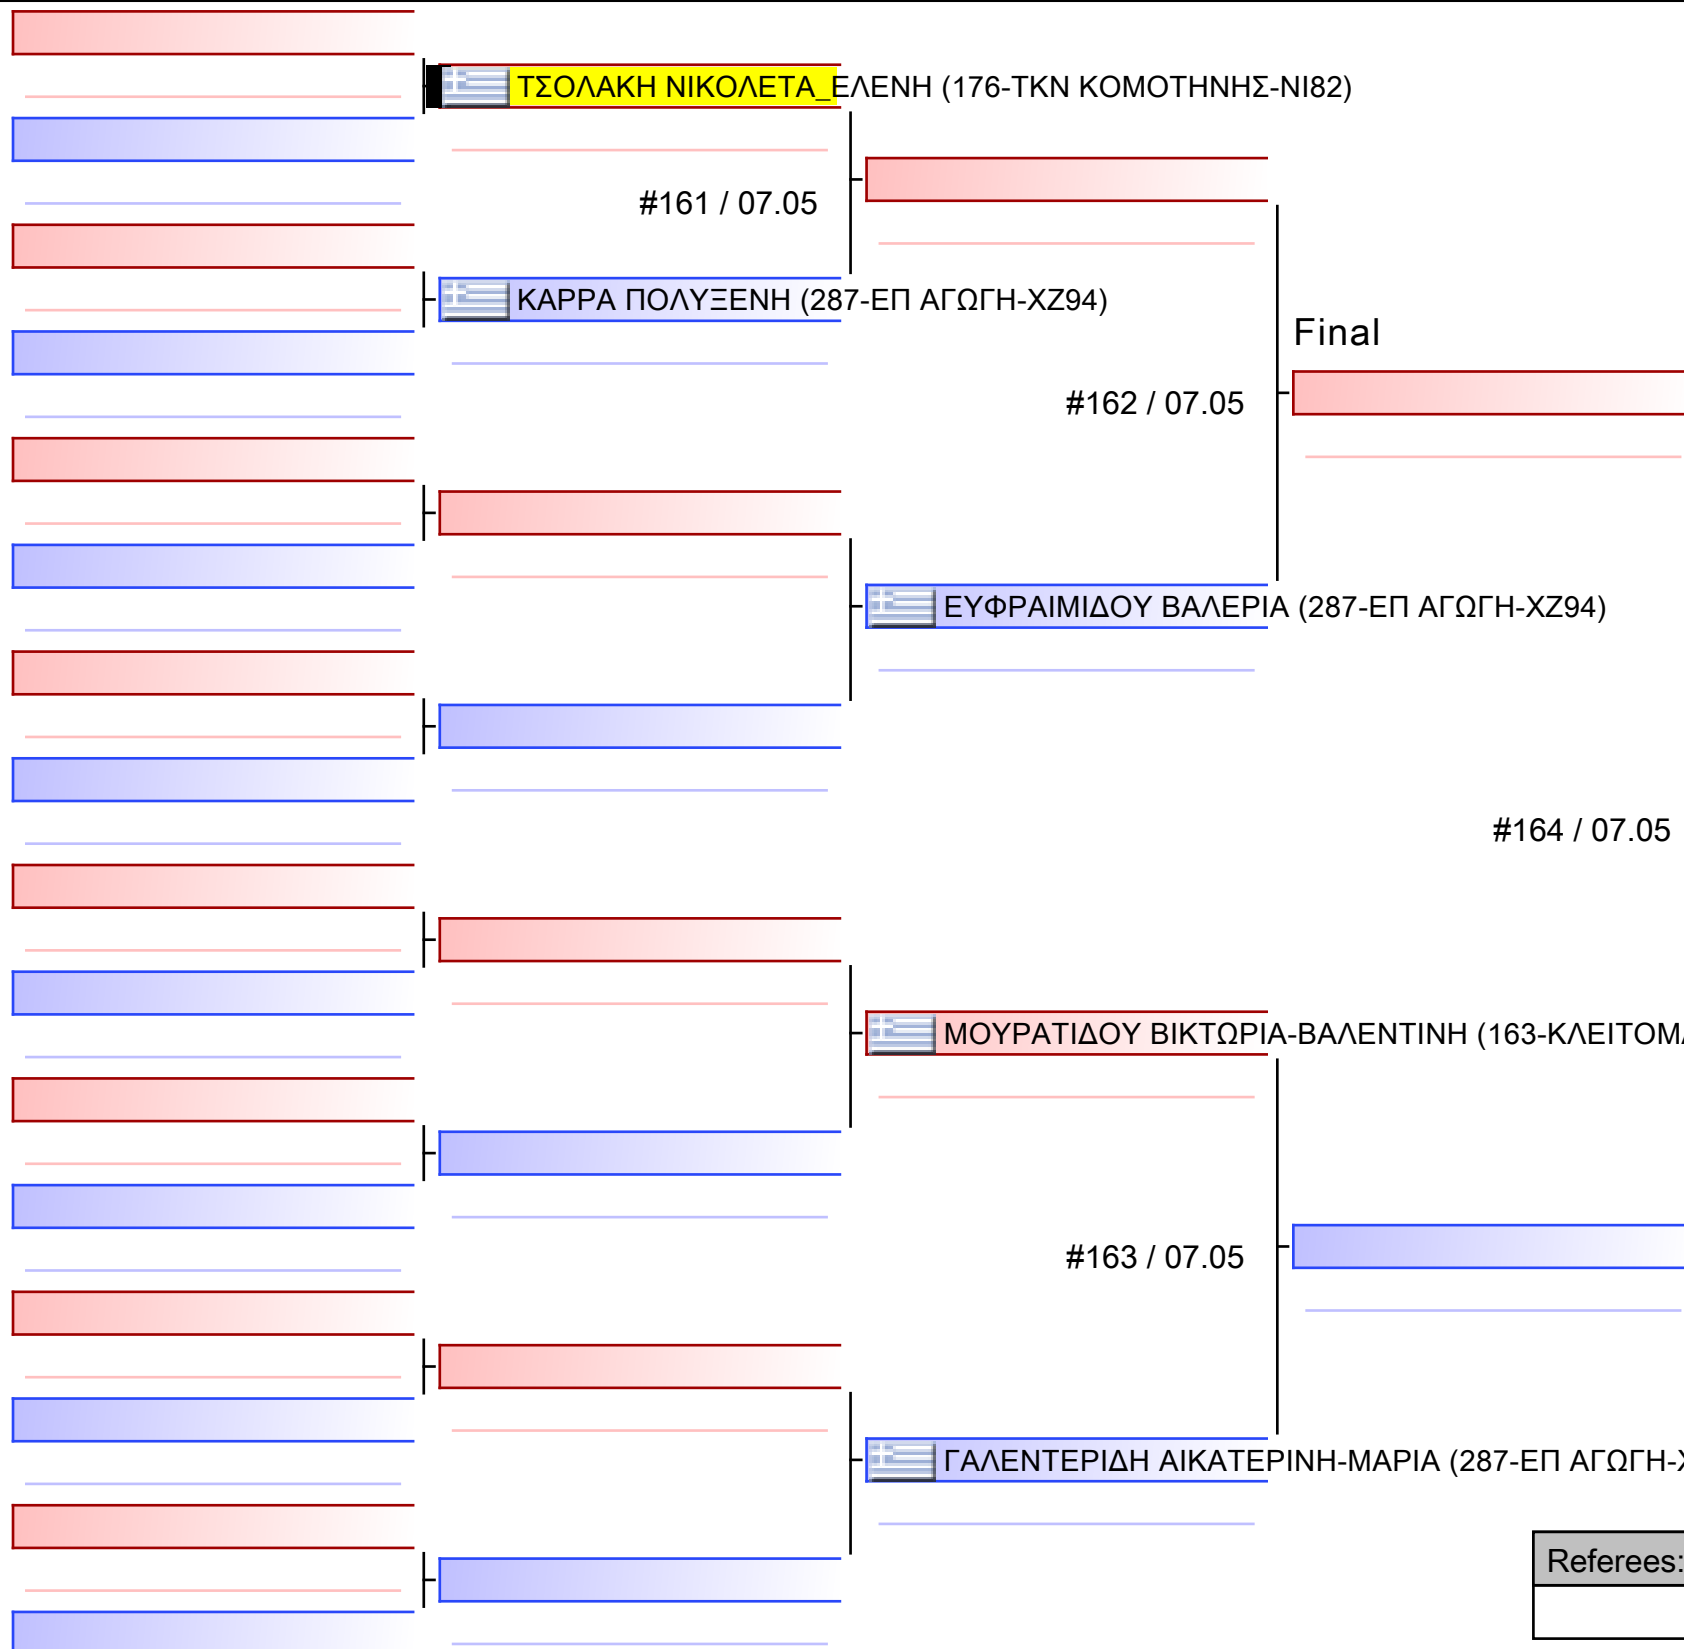 ΤΣΟΛΑΚΗ ΝΙΚΟΛΕΤΑ_ΕΛΕΝΗ (176-ΤΚΝ ΚΟΜΟΤΗΝΗΣ-NI82)
#161 / 07.05
ΚΑΡΡΑ ΠΟΛΥΞΕΝΗ (287-ΕΠ ΑΓΩΓΗ-ΧΖ94)
Final
#162 / 07.05
ΕΥΦΡΑΙΜΙΔΟΥ ΒΑΛΕΡΙΑ (287-ΕΠ ΑΓΩΓΗ-ΧΖ94)
#164 / 07.05
ΜΟΥΡΑΤΙΔΟΥ ΒΙΚΤΩΡΙΑ-ΒΑΛΕΝΤΙΝΗ (163-ΚΛΕΙΤΟΜΑ
#163 / 07.05
ΓΑΛΕΝΤΕΡΙΔΗ ΑΙΚΑΤΕΡΙΝΗ-ΜΑΡΙΑ (287-ΕΠ ΑΓΩΓΗ-Χ
Referees: